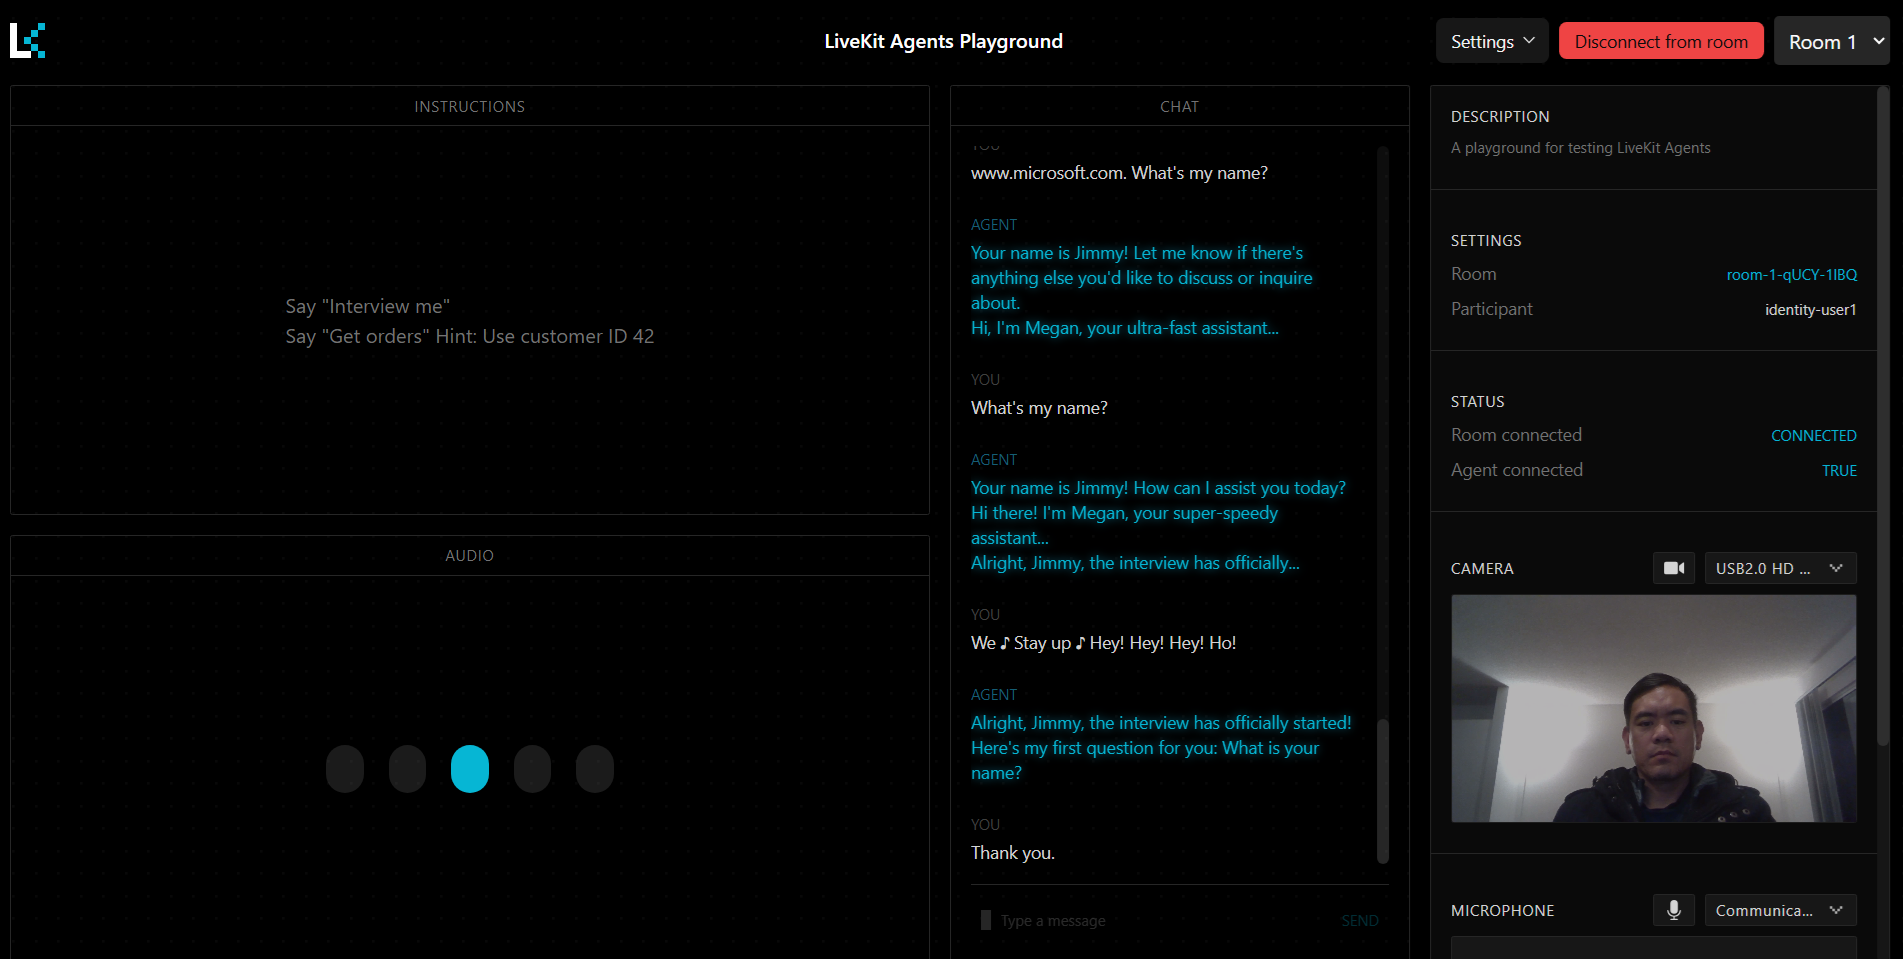 LiveKit Agents Playground
Settings
Disconnect from room
Room 1
INSTRUCTIONS
Say "Interview me"
Say "Get orders" Hint: Use customer ID 42
AUDIO
CHAT
YOU
www.microsoft.com. What's my name?
AGENT
Your name is Jimmy! Let me know if there's
anything else you'd like to discuss or inquire
about.
Hi, I'm Megan, your ultra-fast assistant...
YOU
What's my name?
AGENT
Your name is Jimmy! How can I assist you today?
Hi there! I'm Megan, your super-speedy
assistant...
Alright, Jimmy, the interview has officially...
YOU
We ♪ Stay up ♪ Hey! Hey! Hey! Ho!
AGENT
Alright, Jimmy, the interview has officially started!
Here's my first question for you: What is your
name?
YOU
Thank you.
Type a message
SEND
DESCRIPTION
A playground for testing LiveKit Agents
SETTINGS
Room room-1-qUCY-1IBQ
Participant identity-user1
STATUS
Room connected CONNECTED
Agent connected TRUE
CAMERA
USB2.0 HD ...
MICROPHONE
Communica...